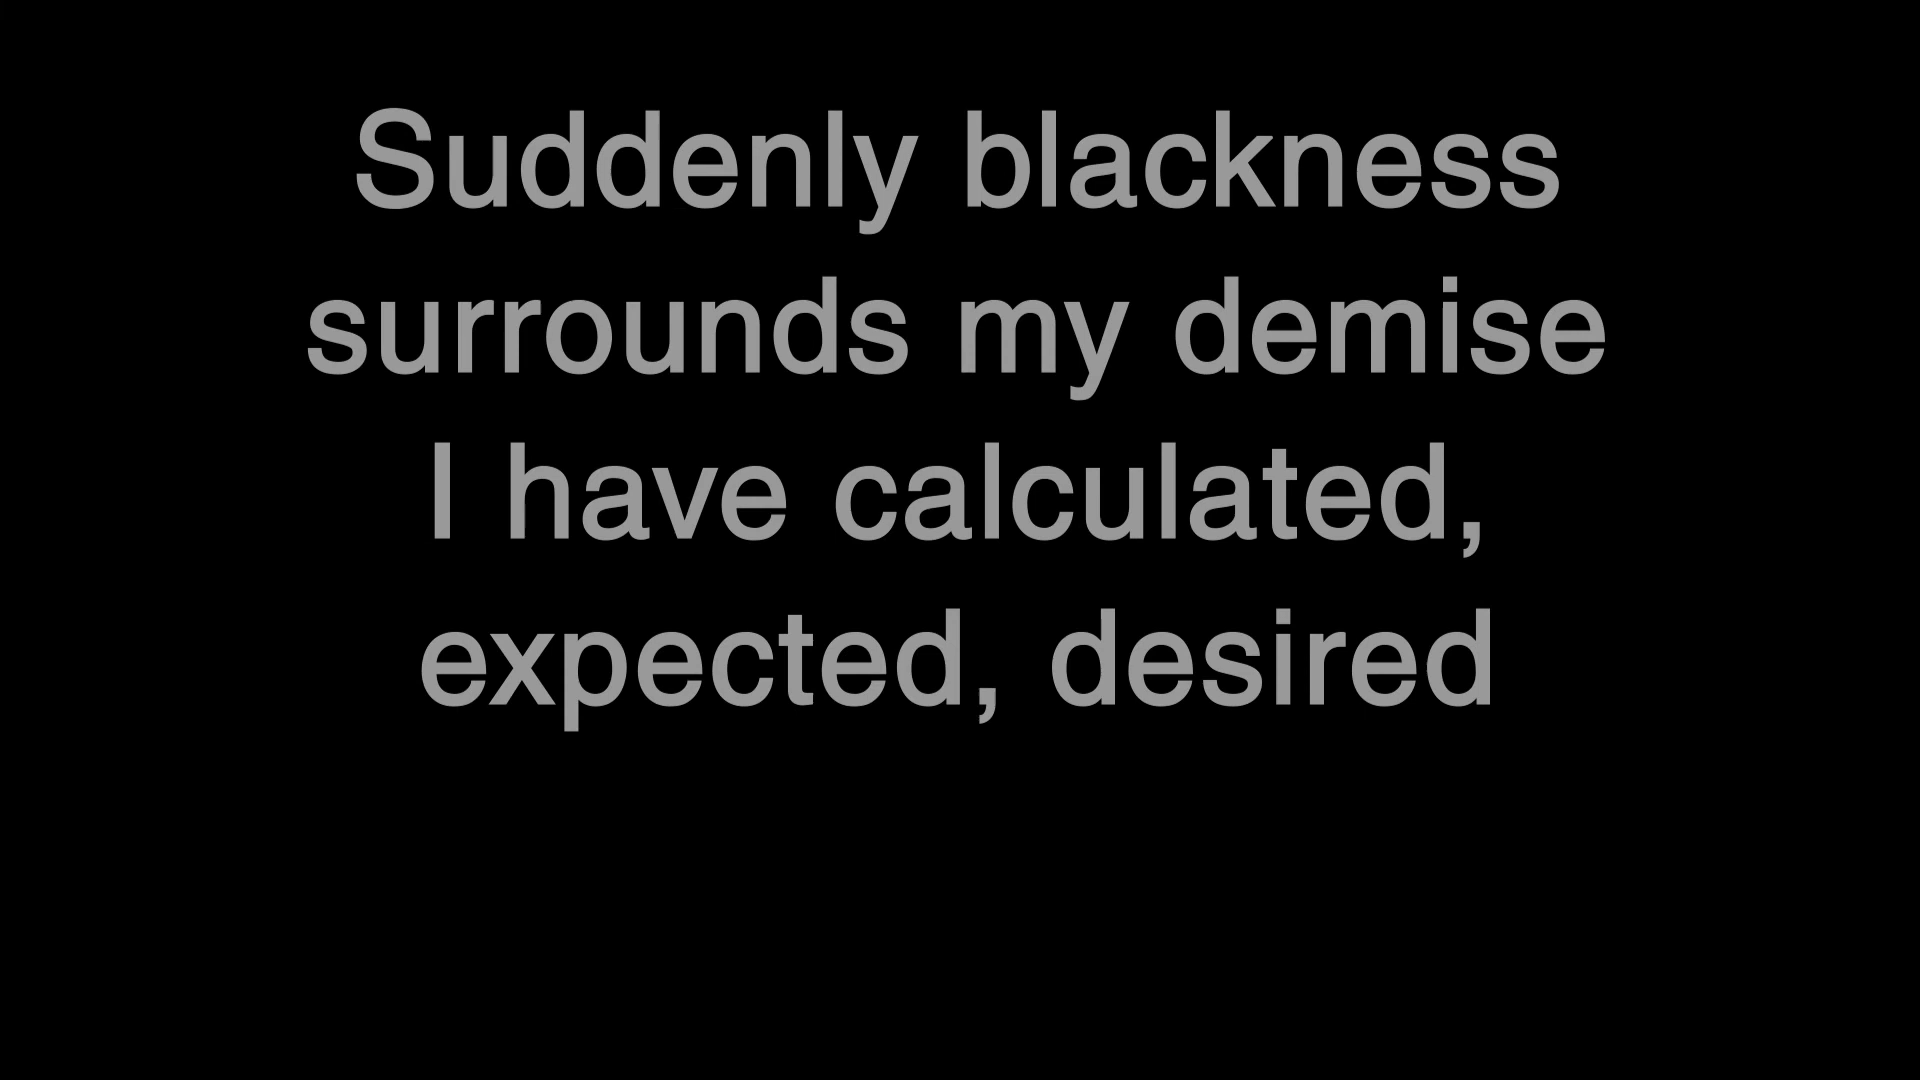 Suddenly blackness
surrounds my demise
I have calculated,
expected, desired